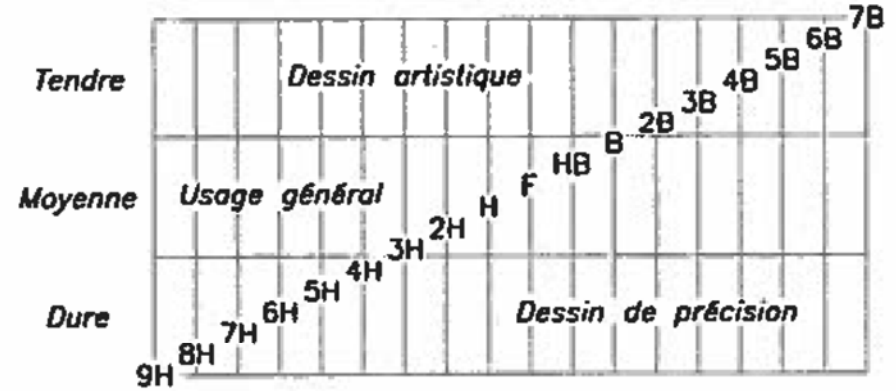 7B
6B
5B
Tendre Dessin artistique 4B
3B
2B
B
HB
Moyenne Usage général F
H
2H
3H
4H
5H
Dure 6H Dessin de précision
7H
8H
9H